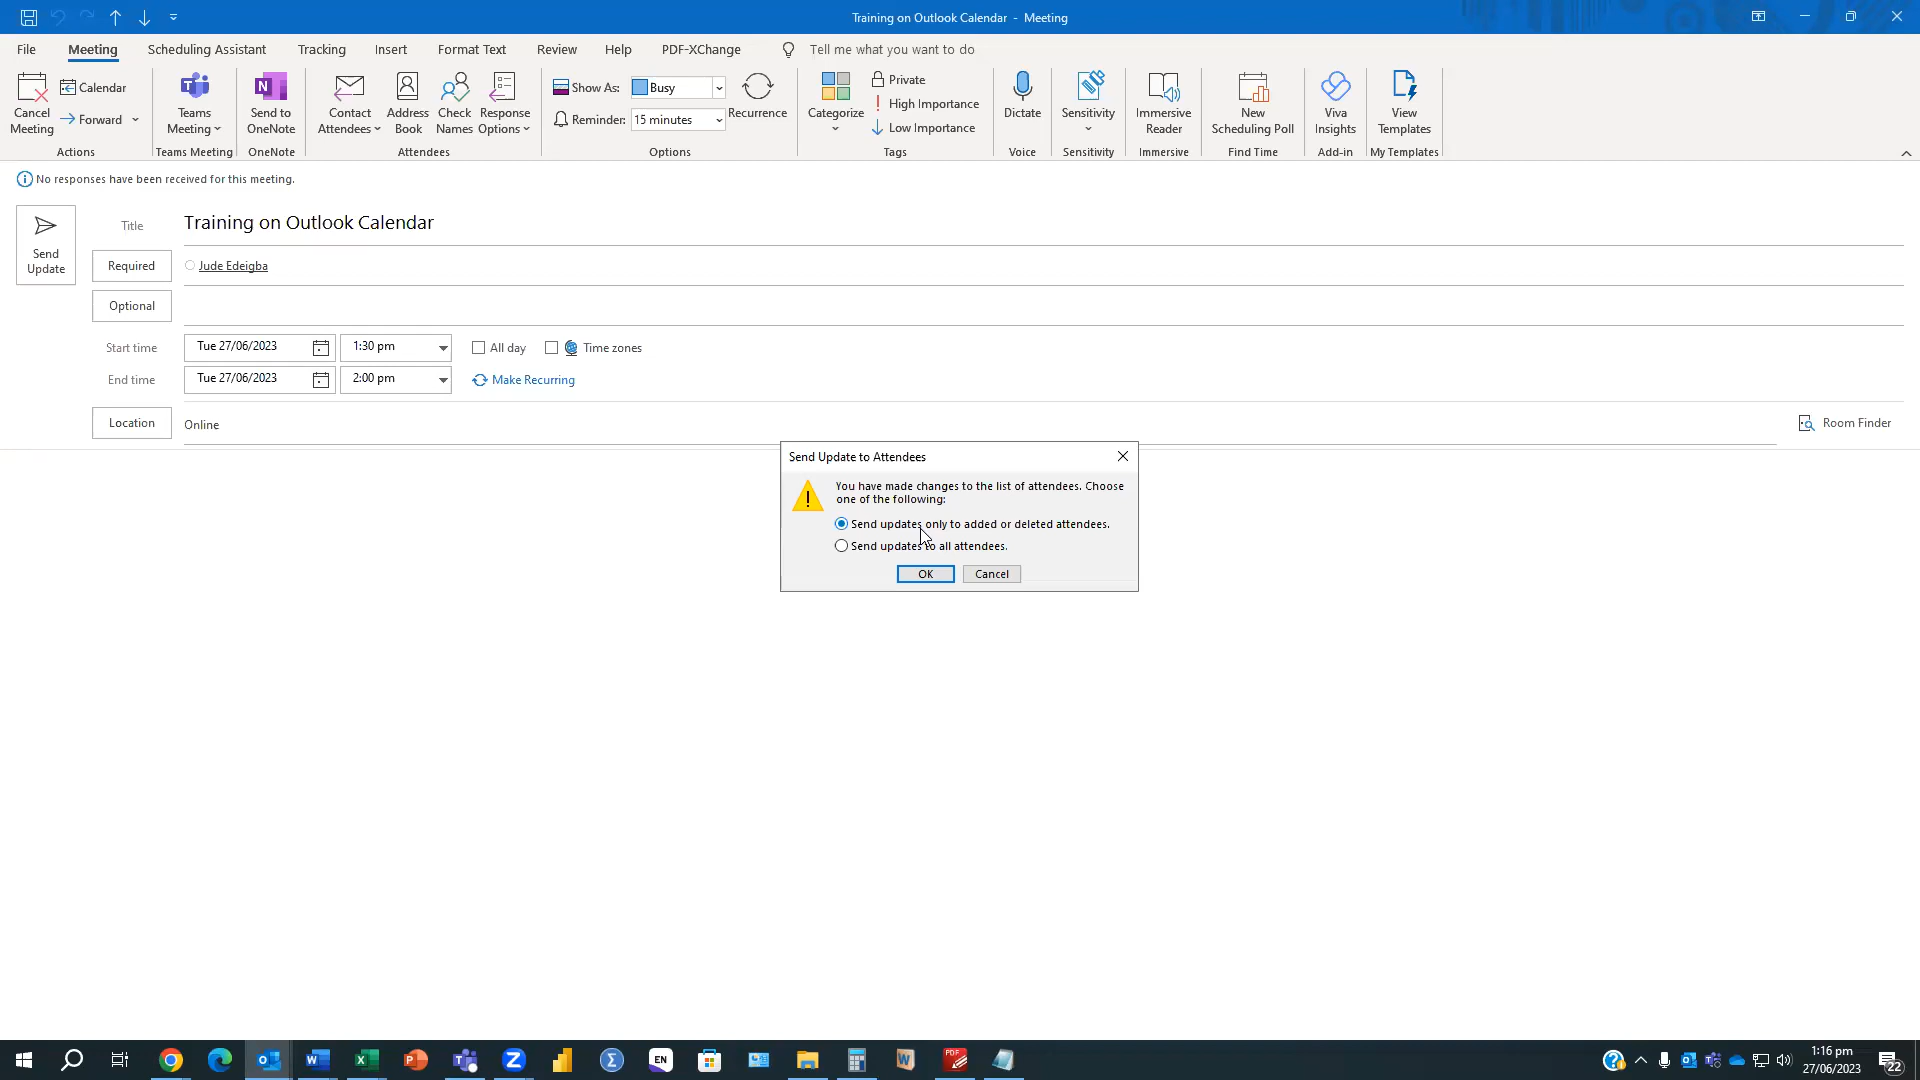 Training on Outlook Calendar - Meeting
File Meeting Scheduling Assistant Tracking Insert Format Text Review Help PDF-XChange Tell me what you want to do
Cancel Meeting
Calendar
Forward
Actions
Teams Meeting
Teams Meeting
Send to OneNote
OneNote
Contact Attendees
Address Book
Check Names
Response Options
Attendees
Show As: Busy
Reminder: 15 minutes
Recurrence
Options
Categorize
Private
High Importance
Low Importance
Tags
Dictate
Voice
Sensitivity
Sensitivity
Immersive Reader
Immersive
New Scheduling Poll
Find Time
Viva Insights
Add-in
View Templates
My Templates
No responses have been received for this meeting.
Send Update
Title Training on Outlook Calendar
Required Jude Edeigba
Optional
Start time Tue 27/06/2023 1:30 pm All day Time zones
End time Tue 27/06/2023 2:00 pm Make Recurring
Location Online Room Finder
Send Update to Attendees
You have made changes to the list of attendees. Choose
one of the following:
Send updates only to added or deleted attendees.
Send updates to all attendees.
OK Cancel
EN
PDF
1:16 pm
27/06/2023
22